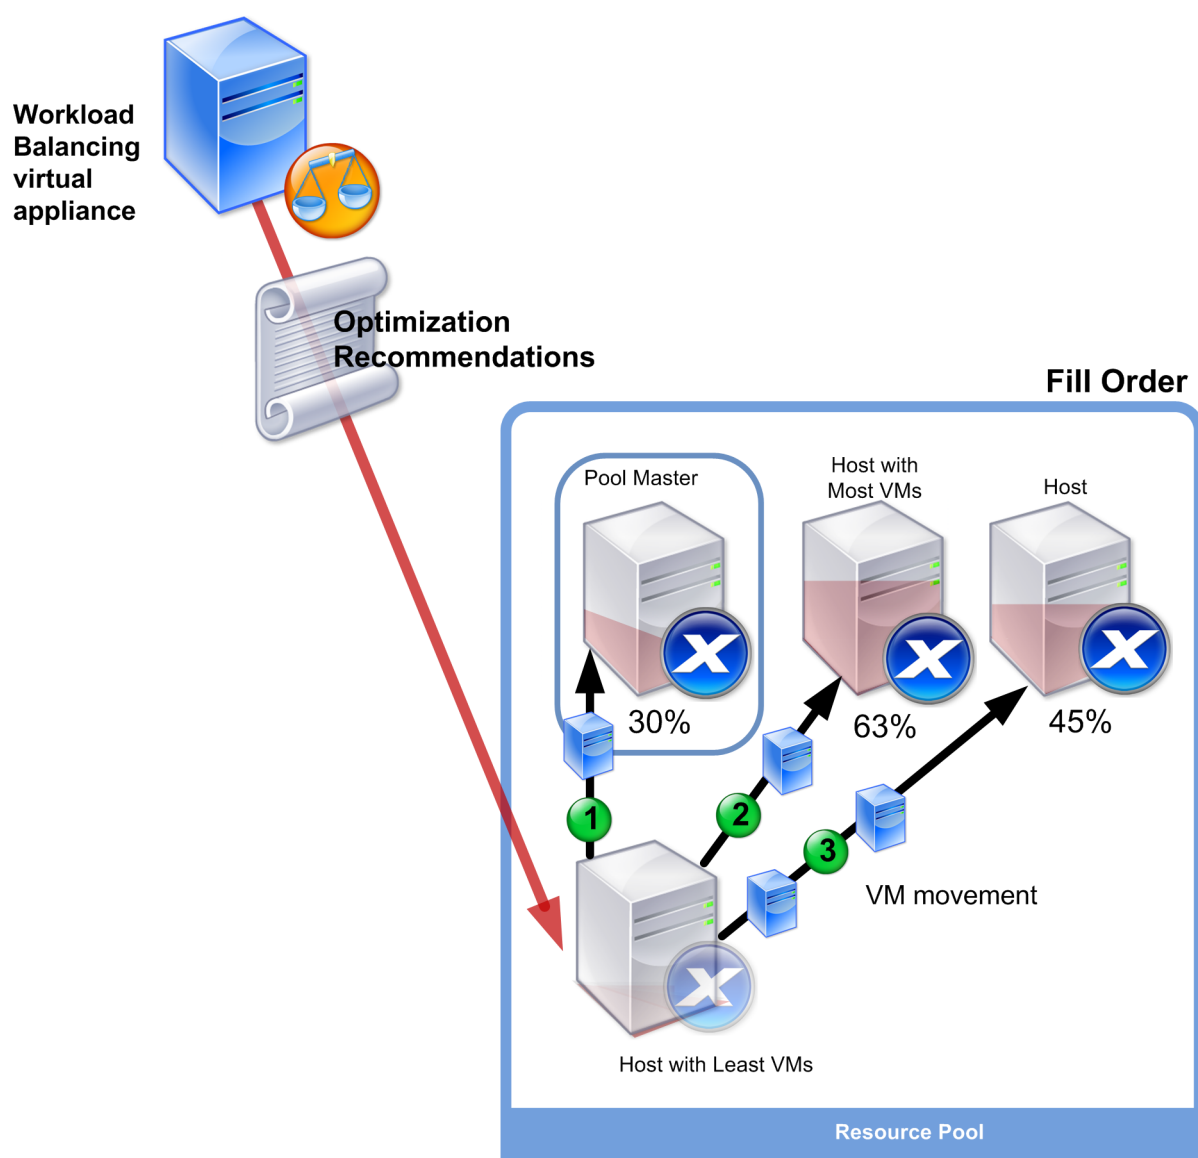 Workload
Balancing
virtual
appliance
Optimization
Recommendations
Fill Order
Pool Master
Host with
Most VMs
Host
30%
63%
45%
1
2
3
VM movement
Host with Least VMs
Resource Pool